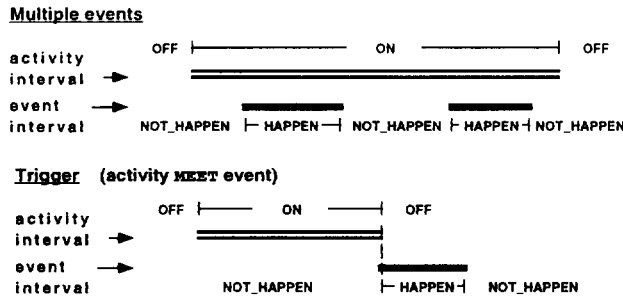 Multiple events
OFF ON OFF
activity
interval
event
interval
NOT_HAPPEN HAPPEN NOT_HAPPEN HAPPEN NOT_HAPPEN
Trigger (activity MEET event)
OFF ON OFF
activity
interval
event
interval
NOT_HAPPEN HAPPEN NOT_HAPPEN